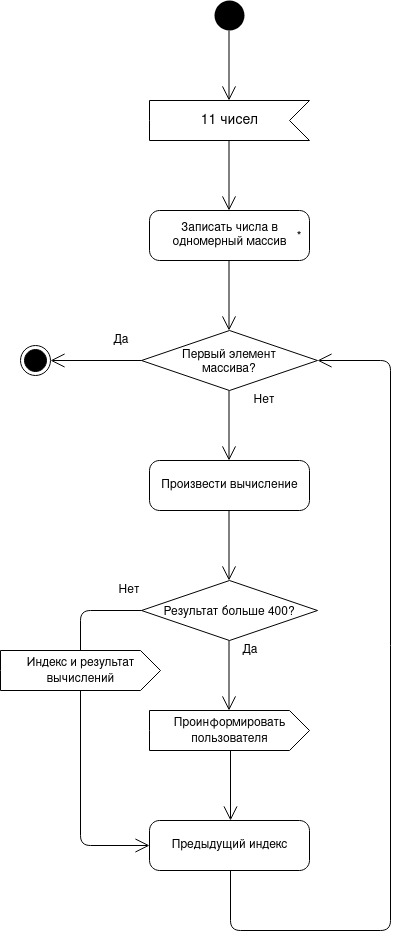 11 чисел
Записать числа в
одномерный массив
*
Да
Первый элемент
массива?
Нет
Произвести вычисление
Нет
Результат больше 400?
Да
Индекс и результат
вычислений
Проинформировать
пользователя
Предыдущий индекс